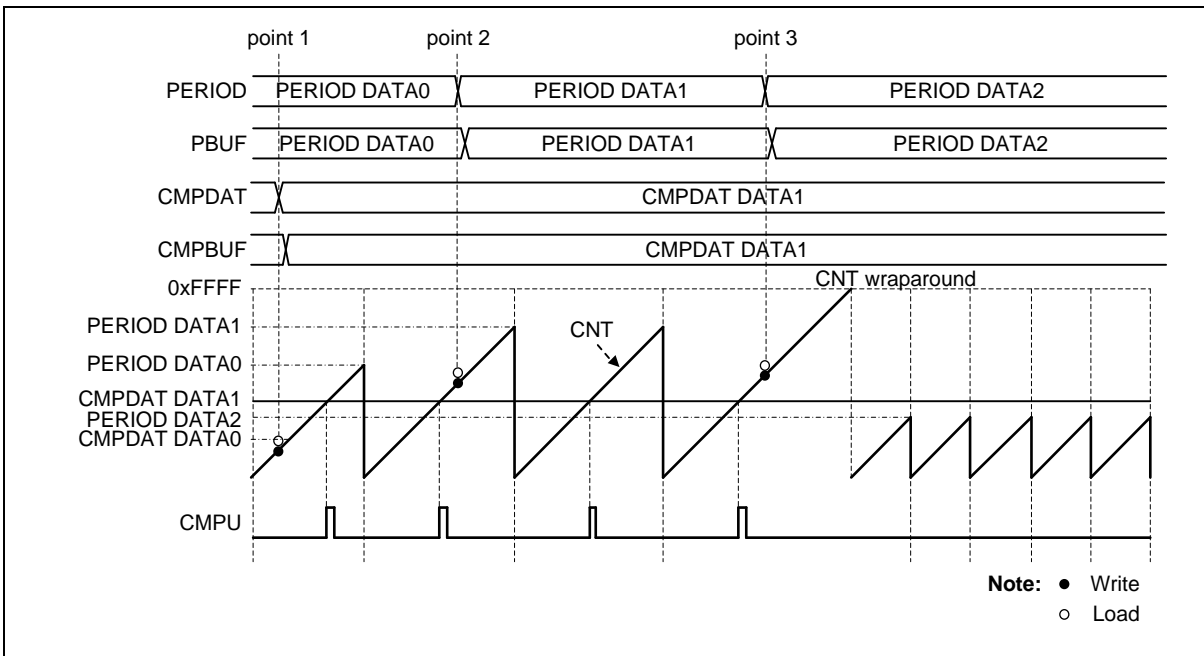 point 1
point 2
point 3
PERIOD
PERIOD DATA0
PERIOD DATA1
PERIOD DATA2
PBUF
PERIOD DATA0
PERIOD DATA1
PERIOD DATA2
CMPDAT
CMPDAT DATA1
CMPBUF
CMPDAT DATA1
0xFFFF
CNT wraparound
PERIOD DATA1
CNT
PERIOD DATA0
CMPDAT DATA1
PERIOD DATA2
CMPDAT DATA0
CMPU
Note: ● Write
○ Load